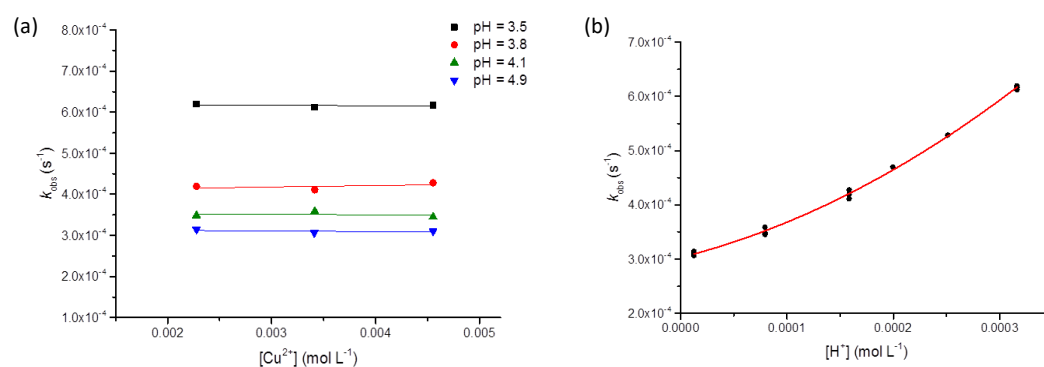 (a)
8.0x10⁻⁴
7.0x10⁻⁴
6.0x10⁻⁴
5.0x10⁻⁴
4.0x10⁻⁴
3.0x10⁻⁴
2.0x10⁻⁴
1.0x10⁻⁴
k_obs (s⁻¹)
pH = 3.5
pH = 3.8
pH = 4.1
pH = 4.9
0.002 0.003 0.004 0.005
[Cu²⁺] (mol L⁻¹)
(b)
7.0x10⁻⁴
6.0x10⁻⁴
5.0x10⁻⁴
4.0x10⁻⁴
3.0x10⁻⁴
2.0x10⁻⁴
k_obs (s⁻¹)
0.0000 0.0001 0.0002 0.0003
[H⁺] (mol L⁻¹)